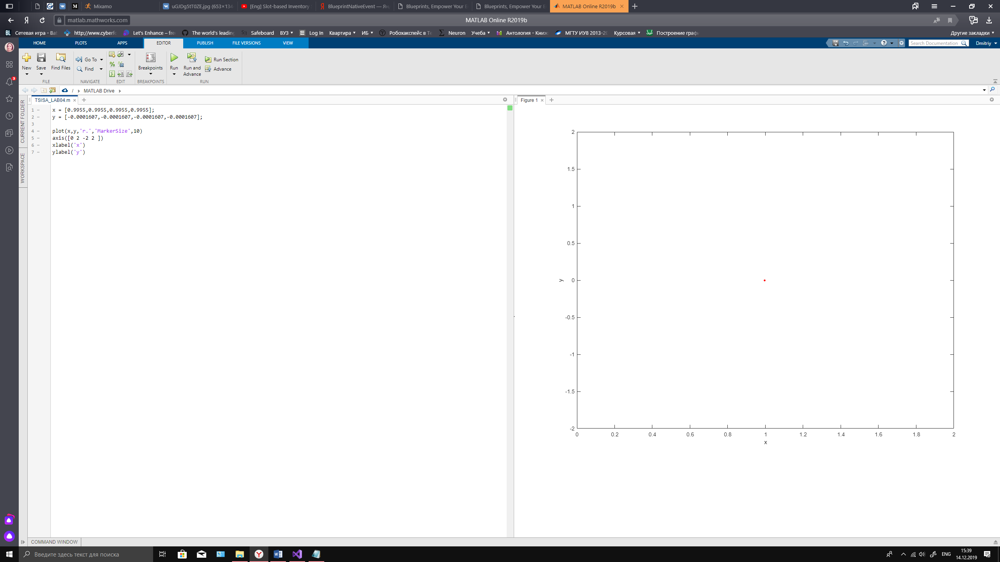 Mixamo
uGJDg5tT0ZE.jpg (653×134
[Eng] Slot-based Inventory
BlueprintNativeEvent — Ян
Blueprints, Empower Your E
Blueprints, Empower Your E
MATLAB Online R2019b
matlab.mathworks.com
MATLAB Online R2019b
BL Сетевая игра - Bat
http://www.cyberfo
Let's Enhance – free
The world's leading
Safeboard
ВУЗ
Log In
Квартира
ИБ
Робохакспейс в Те
Neuron
Учеба
Антология - Книж
МГТУ ИУ8 2013-20
Курсовая
Построение графи
Другие закладки
HOME PLOTS APPS EDITOR PUBLISH FILE VERSIONS VIEW
Search Documentation
Dmitriy
3
New
Save
Find Files
Go To
Find
Breakpoints
Run
Run and Advance
Run Section
Advance
FILE NAVIGATE EDIT BREAKPOINTS RUN
/ MATLAB Drive
CURRENT FOLDER
WORKSPACE
TSISA_LAB04.m
1 x = [0.9955,0.9955,0.9955,0.9955];
2 y = [-0.0001607,-0.0001607,-0.0001607,-0.0001607];
3
4 plot(x,y,'r.','MarkerSize',10)
5 axis([0 2 -2 2 ])
6 xlabel('x')
7 ylabel('y')
Figure 1
2
1.5
1
0.5
0
-0.5
-1
-1.5
-2
y
0 0.2 0.4 0.6 0.8 1 1.2 1.4 1.6 1.8 2
x
COMMAND WINDOW
Введите здесь текст для поиска
ENG
15:39
14.12.2019